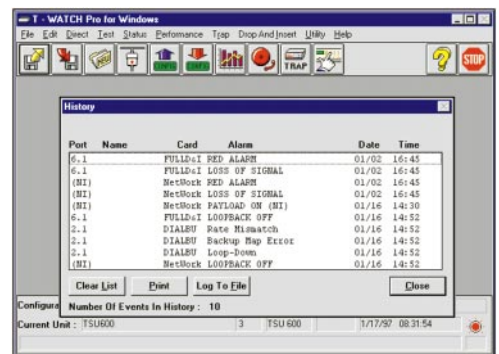 T - WATCH Pro for Windows
File Edit Direct Test Status Performance Trap Drop And Insert Utility Help
CONFIG CONFIG TRAP STOP
History
Port Name Card Alarm Date Time
6.1 FULLD&I RED ALARM 01/02 16:45
6.1 FULLD&I LOSS OF SIGNAL 01/02 16:45
(NI) NetWork RED ALARM 01/02 16:45
(NI) NetWork LOSS OF SIGNAL 01/02 16:45
(NI) NetWork PAYLOAD ON (NI) 01/16 14:30
6.1 FULLD&I LOOPBACK OFF 01/16 14:52
2.1 DIALBU Rate Mismatch 01/16 14:52
2.1 DIALBU Backup Map Error 01/16 14:52
2.1 DIALBU Loop-Down 01/16 14:52
(NI) NetWork LOOPBACK OFF 01/16 14:52
Clear List Print Log To File Close
Configura Number Of Events In History : 10
Current Unit : TSU600 3 TSU 600 1/17/97 08:31:54